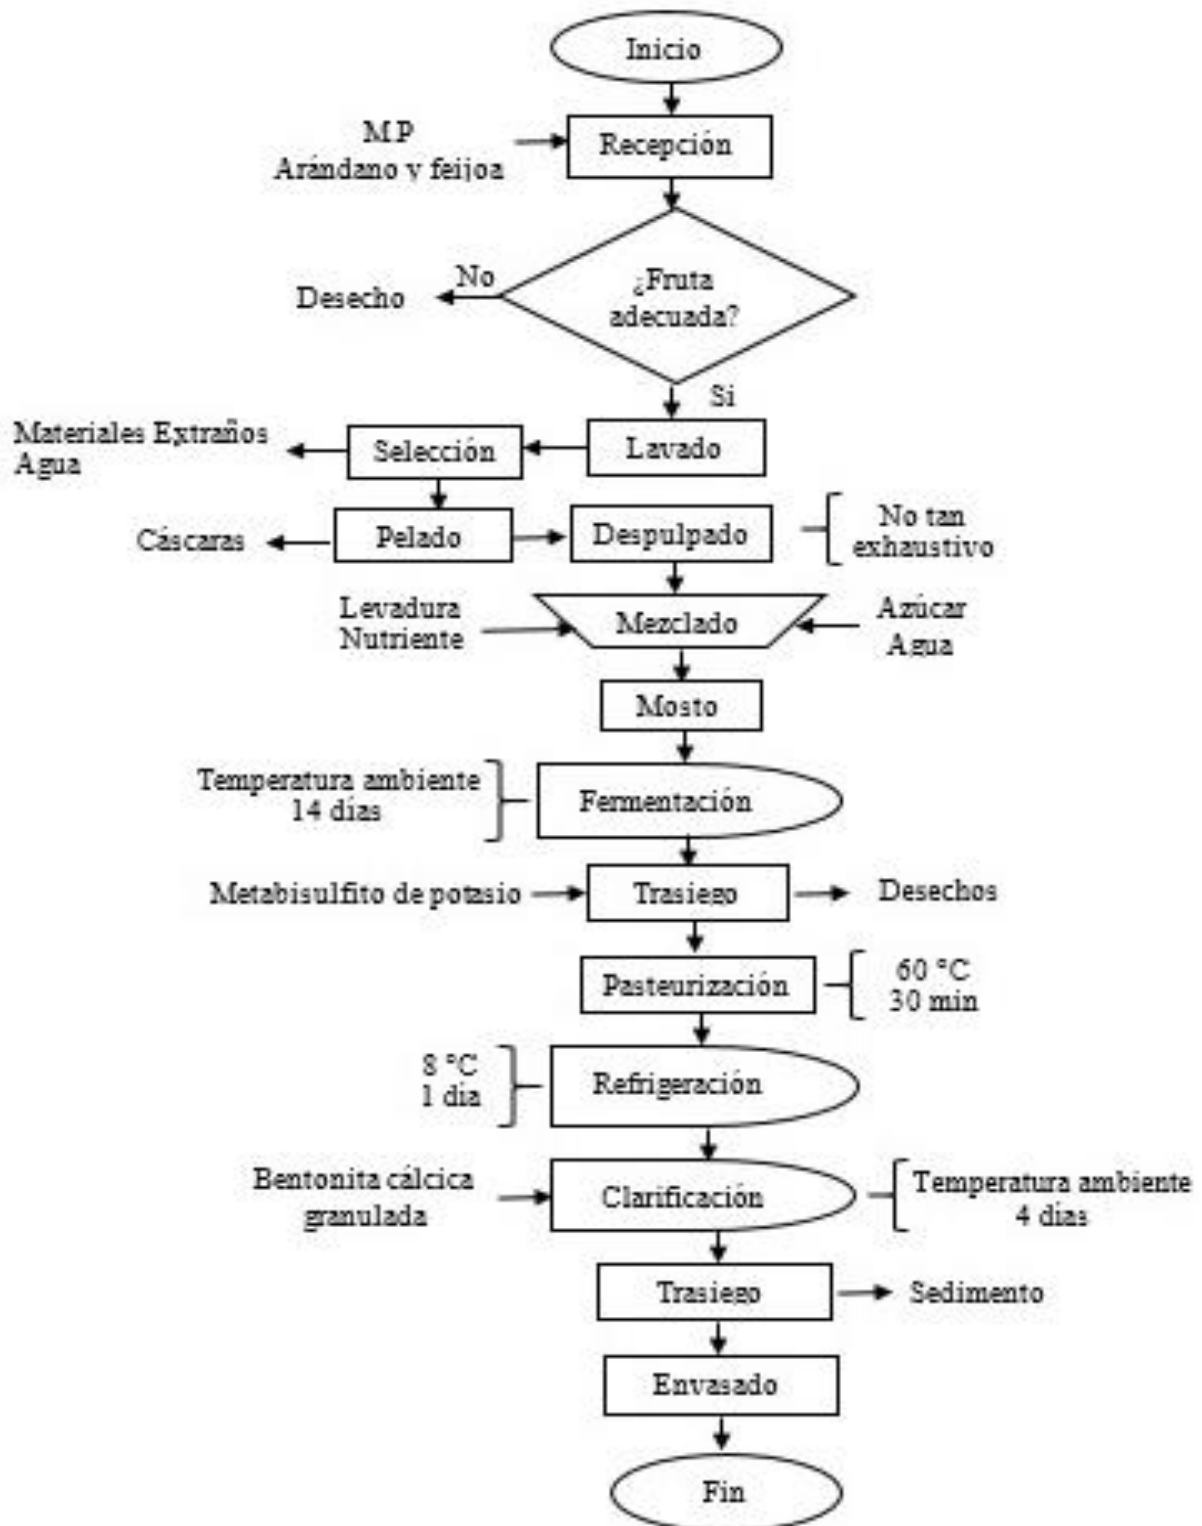 Inicio
M.P
Arándano y feijoa
Recepción
¿Fruta
adecuada?
No
Desecho
Si
Lavado
Selección
Materiales Extraños
Agua
Pelado
Cáscaras
Despulpado
No tan
exhaustivo
Levadura
Nutriente
Mezclado
Azúcar
Agua
Mosto
Temperatura ambiente
14 días
Fermentación
Metabisulfito de potasio
Trasiego
Desechos
Pasteurización
60 °C
30 min
8 °C
1 día
Refrigeración
Bentonita cálcica
granulada
Clarificación
Temperatura ambiente
4 días
Trasiego
Sedimento
Envasado
Fin